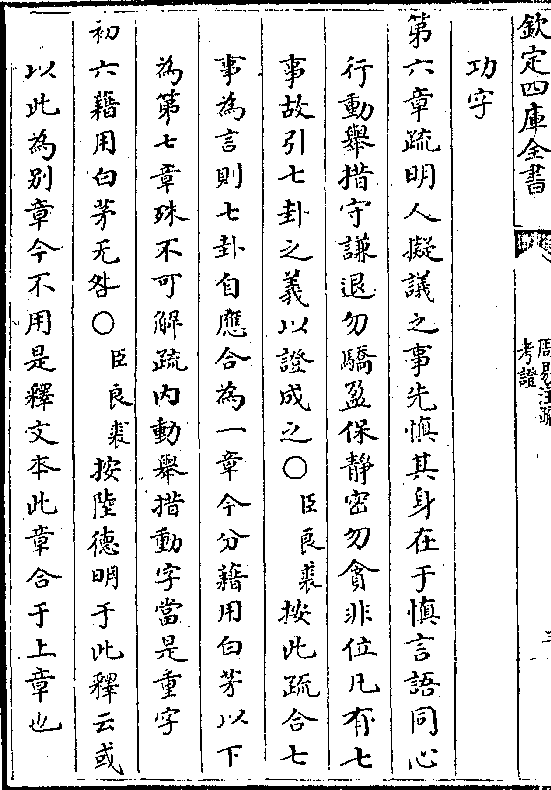 欽定四庫全書
周易注疏
考證
功字
第六章疏明人擬議之事先慎其身在于慎言語同心
行動舉措守謙退勿驕盈保靜密勿貪非位凡有七
事故引七卦之義以證成之○臣良裘按此疏合七
事為言則七卦自應合為一章今分藉用白茅以下
為第七章殊不可解疏內動舉措動字當是重字
初六藉用白茅无咎○臣良裘按陸德明于此釋云或
以此為别章今不用是釋文本此章合于上章也